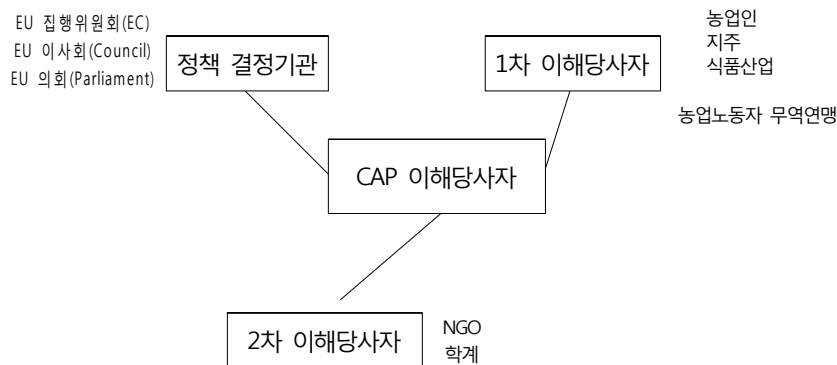 EU 집행위원회(EC)
EU 이사회(Council)
EU 의회(Parliament)
정책 결정기관
1차 이해당사자
농업인
지주
식품산업
농업노동자 무역연맹
CAP 이해당사자
2차 이해당사자
NGO
학계